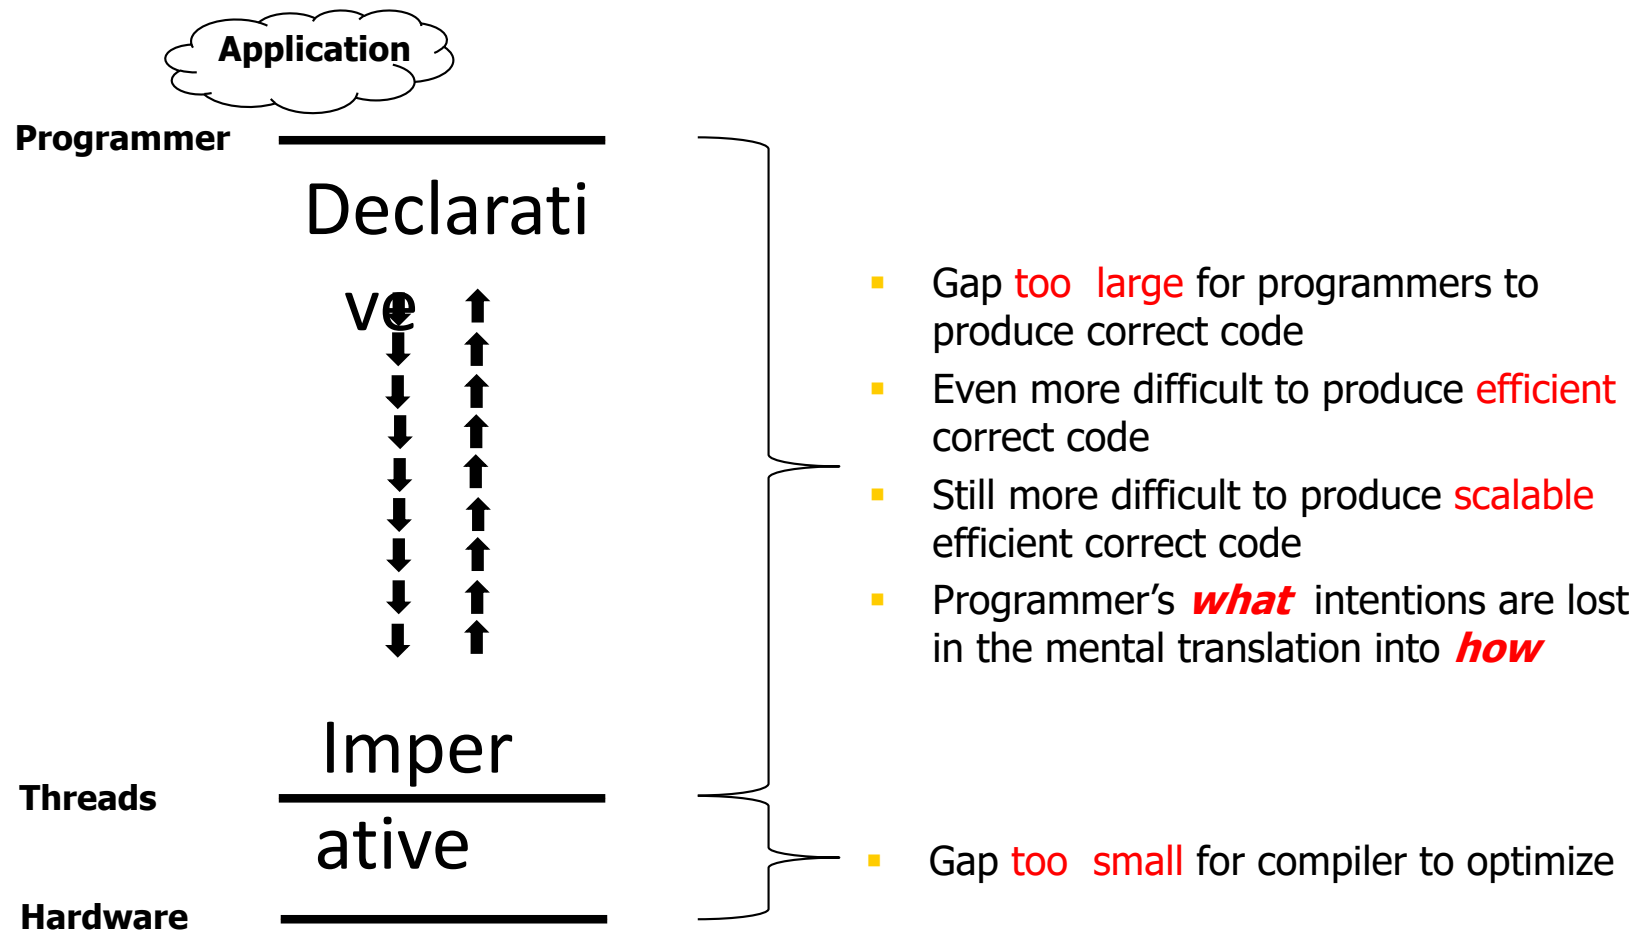 Application
Programmer
Declarati
ve
Imper
Threads
ative
Hardware
▪ Gap too large for programmers to
produce correct code
▪ Even more difficult to produce efficient
correct code
▪ Still more difficult to produce scalable
efficient correct code
▪ Programmer’s what intentions are lost
in the mental translation into how
▪ Gap too small for compiler to optimize